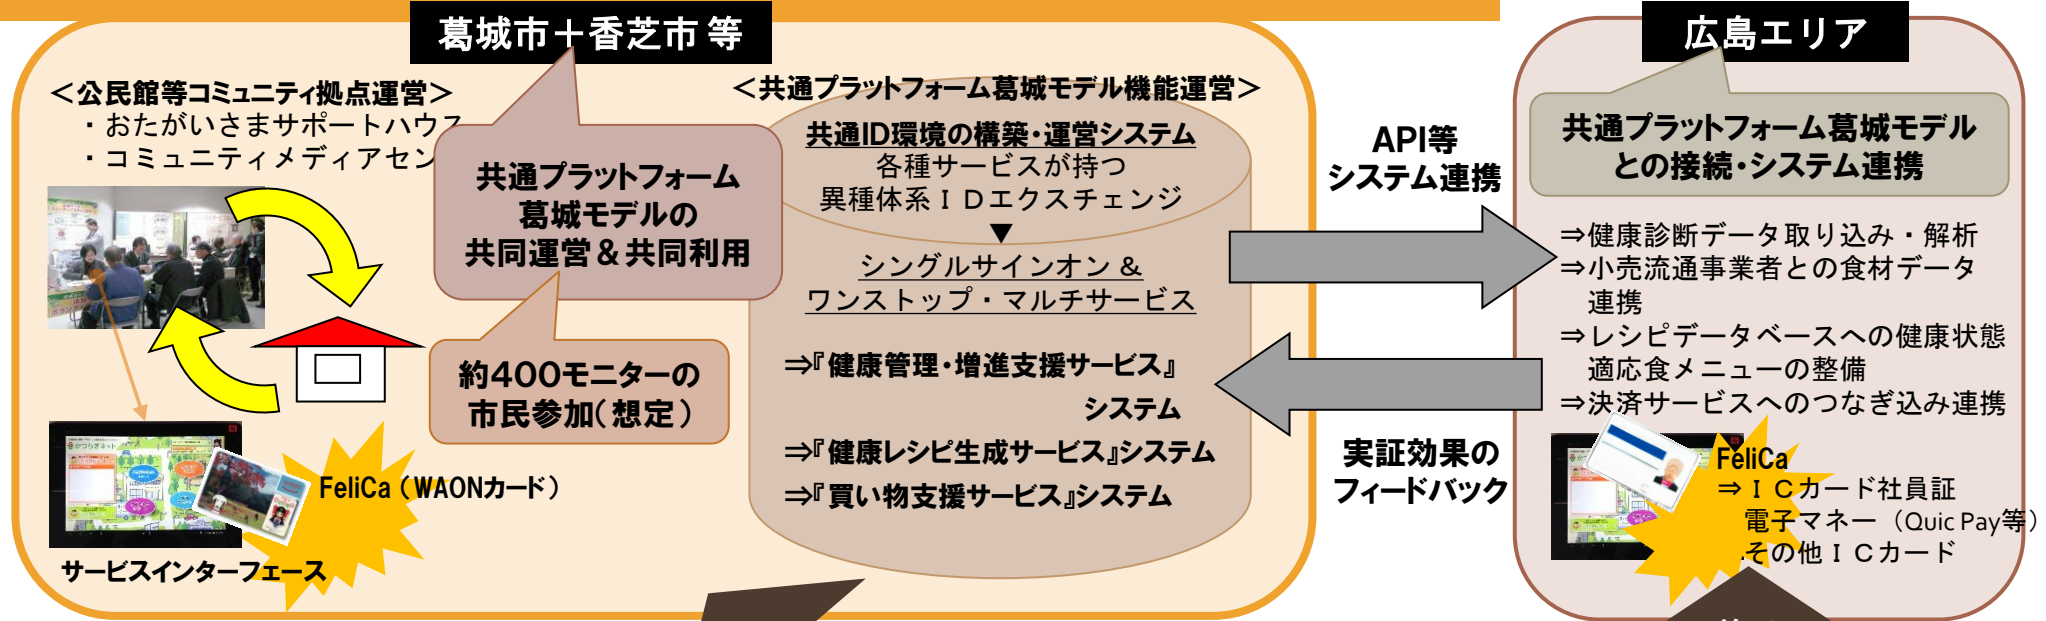 葛城市＋香芝市 等
＜公民館等コミュニティ拠点運営＞
・おたがいさまサポートハウス
・コミュニティメディアセン
共通プラットフォーム
葛城モデルの
共同運営＆共同利用
約400モニターの
市民参加（想定）
FeliCa（WAONカード）
サービスインターフェース
＜共通プラットフォーム葛城モデル機能運営＞
共通ID環境の構築・運営システム
各種サービスが持つ
異種体系ＩＤエクスチェンジ
▼
シングルサインオン＆
ワンストップ・マルチサービス
⇒『健康管理・増進支援サービス』
システム
⇒『健康レシピ生成サービス』システム
⇒『買い物支援サービス』システム
API等
システム連携
実証効果の
フィードバック
広島エリア
共通プラットフォーム葛城モデル
との接続・システム連携
⇒健康診断データ取り込み・解析
⇒小売流通事業者との食材データ
連携
⇒レシピデータベースへの健康状態
適応食メニューの整備
⇒決済サービスへのつなぎ込み連携
FeliCa
⇒ＩＣカード社員証
電子マネー（Quic Pay等）
その他ＩＣカード